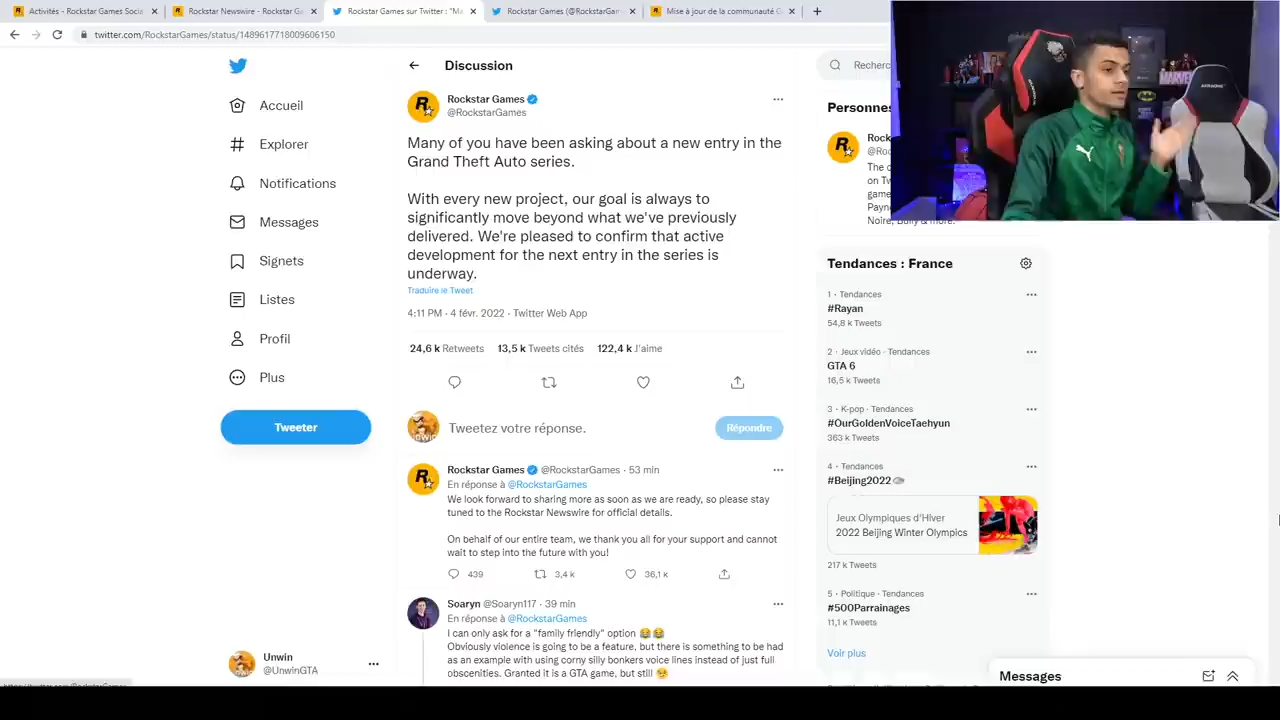 Activités - Rockstar Games Socia
Rockstar Newswire - Rockstar Ga
Rockstar Games sur Twitter : "Ma
Rockstar Games (@RockstarGam
Mise à jour de la communauté G
twitter.com/RockstarGames/status/1489617718009606150
Discussion
Recherc
Accueil
Explorer
Notifications
Messages
Signets
Listes
Profil
Plus
Tweeter
Unwin
@UnwinGTA
Rockstar Games
@RockstarGames
Many of you have been asking about a new entry in the
Grand Theft Auto series.
With every new project, our goal is always to
significantly move beyond what we've previously
delivered. We're pleased to confirm that active
development for the next entry in the series is
underway.
Traduire le Tweet
4:11 PM · 4 févr. 2022 · Twitter Web App
24,6 k Retweets 13,5 k Tweets cités 122,4 k J'aime
Tweetez votre réponse.
Répondre
Rockstar Games @RockstarGames · 53 min
En réponse à @RockstarGames
We look forward to sharing more as soon as we are ready, so please stay
tuned to the Rockstar Newswire for official details.
On behalf of our entire team, we thank you all for your support and cannot
wait to step into the future with you!
439 3,4 k 36,1 k
Soaryn @Soaryn117 · 39 min
En réponse à @RockstarGames
I can only ask for a "family friendly" option 😂😂
Obviously violence is going to be a feature, but there is something to be had
as an example with using corny silly bonkers voice lines instead of just full
obscenities. Granted it is a GTA game, but still
Personnes
Rock
@Roc
The o
on Tw
game
Payn
Noire, Bully & more.
MARVEL
Tendances : France
1 · Tendances
#Rayan
54,8 k Tweets
2 · Jeux vidéo · Tendances
GTA 6
16,5 k Tweets
3 · K-pop · Tendances
#OurGoldenVoiceTaehyun
363 k Tweets
4 · Tendances
#Beijing2022
Jeux Olympiques d'Hiver
2022 Beijing Winter Olympics
217 k Tweets
5 · Politique · Tendances
#500Parrainages
11,1 k Tweets
Voir plus
Messages